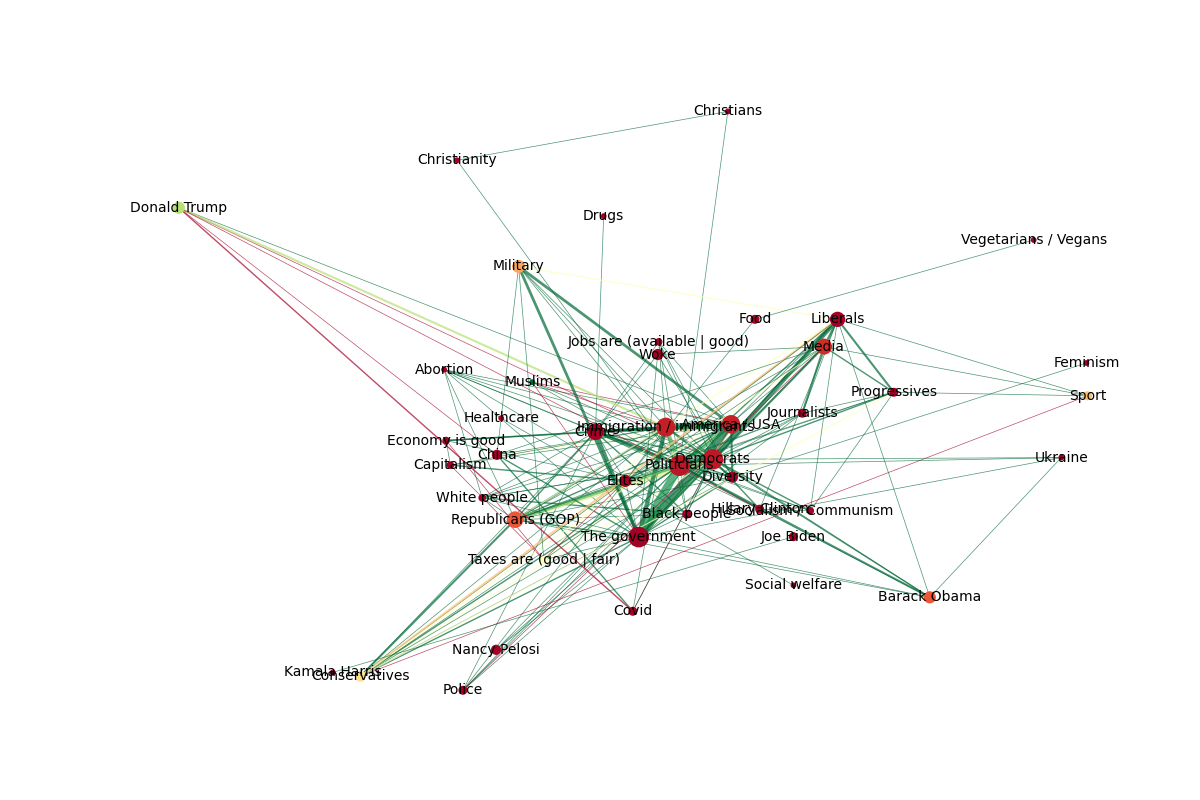 Christians
Christianity
Donald Trump
Drugs
Vegetarians / Vegans
Military
Food
Liberals
Jobs are (available | good)
Media
Woke
Feminism
Abortion
Muslims
Progressives
Sport
Journalists
Healthcare
America / USA
Immigration / immigrants
Crime
Economy is good
China
Ukraine
Democrats
Capitalism
Politicians
Diversity
Elites
White people
Hillary Clinton
Socialism / Communism
Black people
Republicans (GOP)
The government
Joe Biden
Taxes are (good | fair)
Social welfare
Barack Obama
Covid
Nancy Pelosi
Kamala Harris
Conservatives
Police